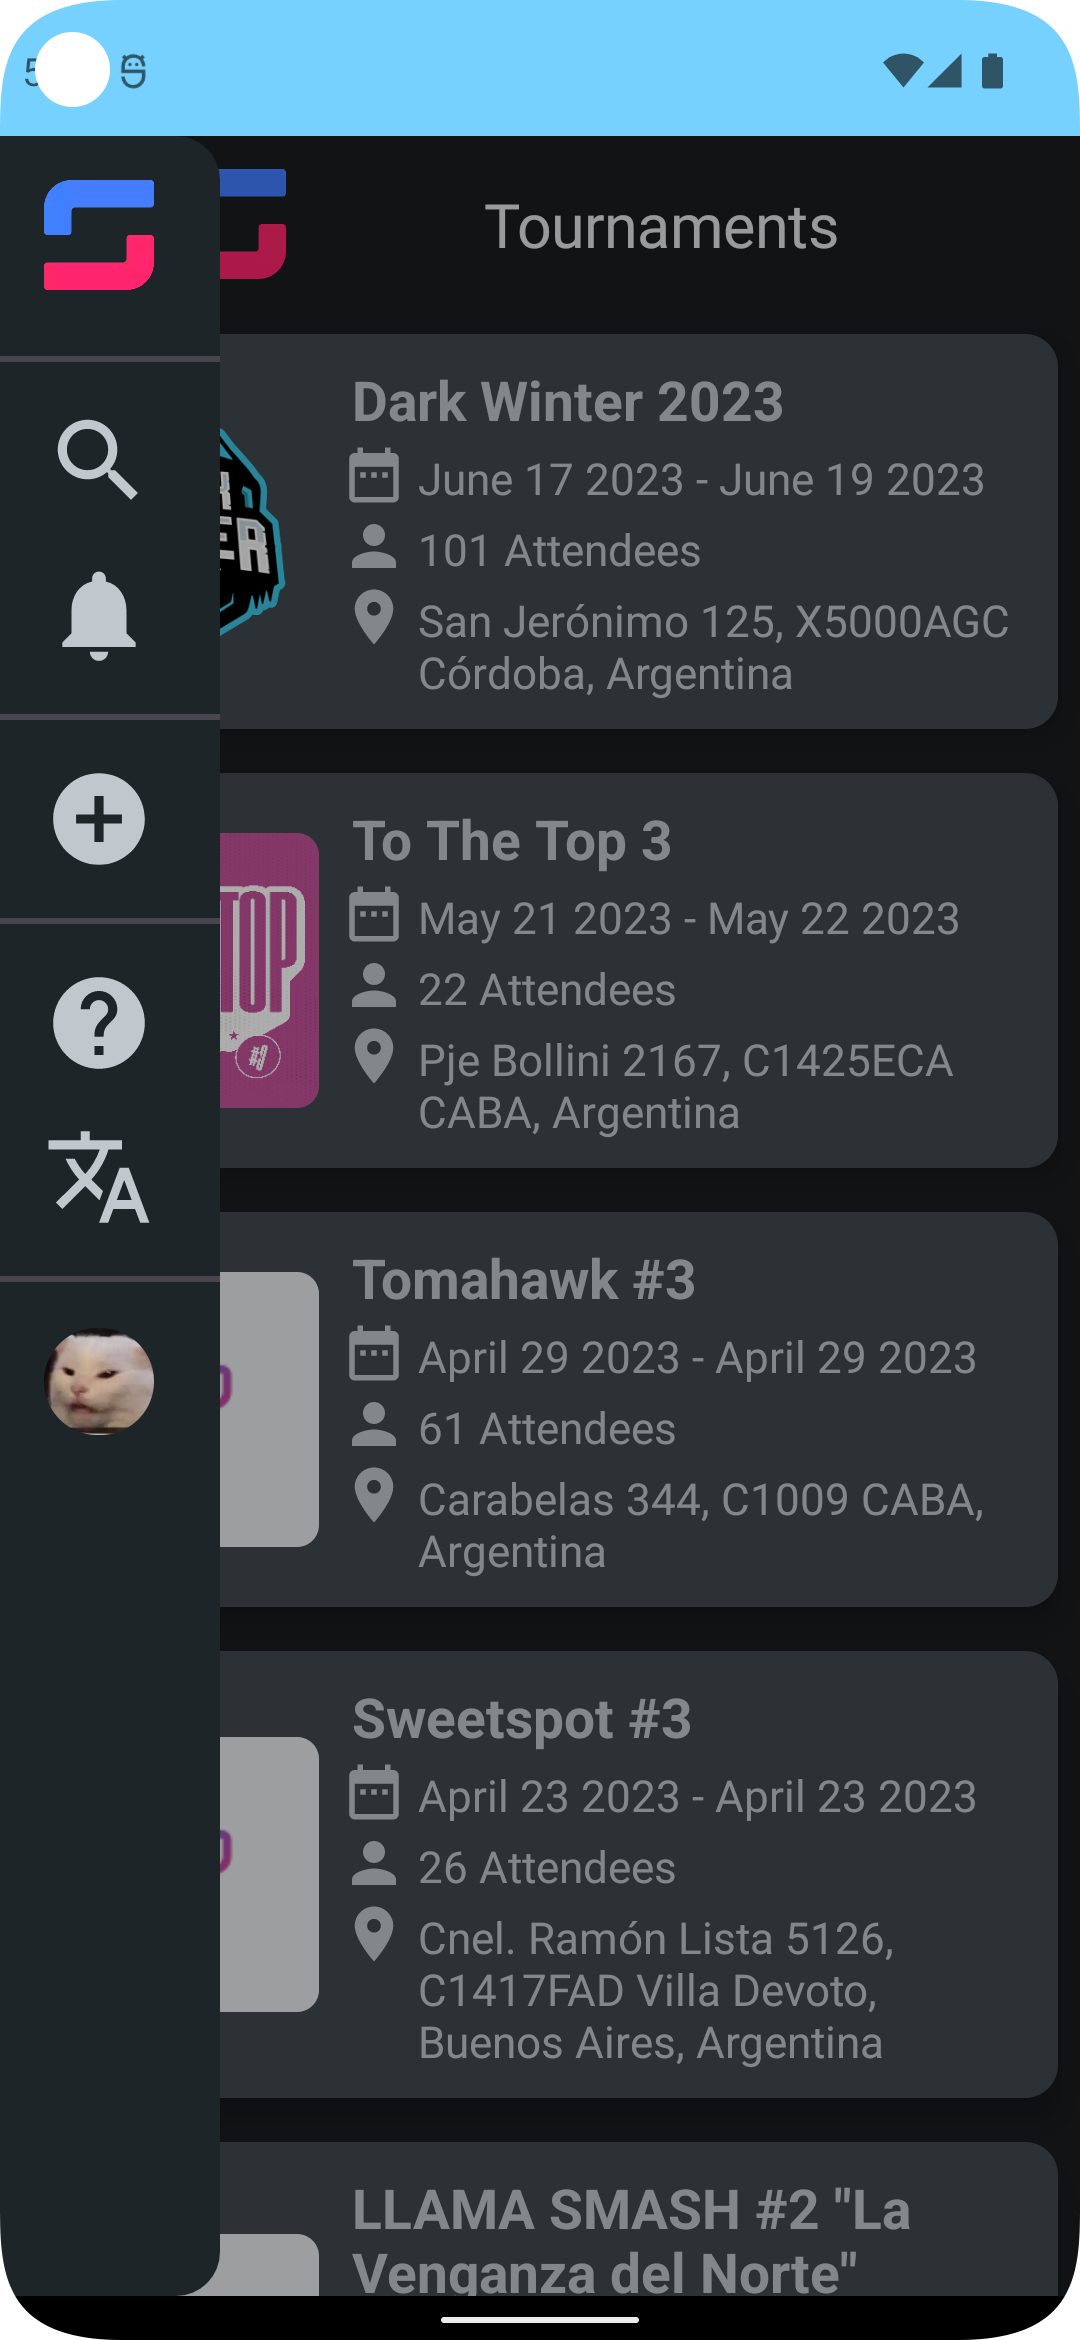 Tournaments
Dark Winter 2023
June 17 2023 - June 19 2023
101 Attendees
San Jerónimo 125, X5000AGC
Córdoba, Argentina
To The Top 3
TOP
#3
May 21 2023 - May 22 2023
22 Attendees
Pje Bollini 2167, C1425ECA
CABA, Argentina
Tomahawk #3
April 29 2023 - April 29 2023
61 Attendees
Carabelas 344, C1009 CABA,
Argentina
Sweetspot #3
April 23 2023 - April 23 2023
26 Attendees
Cnel. Ramón Lista 5126,
C1417FAD Villa Devoto,
Buenos Aires, Argentina
LLAMA SMASH #2 "La
Venganza del Norte"